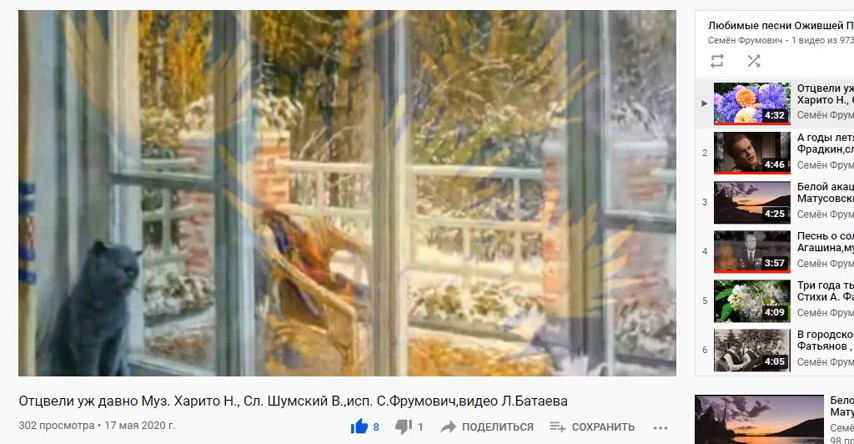 Отцвели уж давно Муз. Харито Н., Сл. Шумский В.,исп. С.Фрумович,видео Л.Батаева
302 просмотра • 17 мая 2020 г.
8
1
ПОДЕЛИТЬСЯ
СОХРАНИТЬ
Любимые песни Ожившей П
Семён Фрумович - 1 видео из 973
Отцвели уж
Харито Н., С
Семён Фрум
4:32
2
А годы летя
Фрадкин,сл
Семён Фрум
4:46
3
Белой акац
Матусовски
Семён Фрум
4:25
4
Песнь о сол
Агашина,му
Семён Фрум
3:57
5
Три года ты
Стихи А. Фа
Семён Фрум
4:09
6
В городско
Фатьянов ,
Семён Фрум
4:05
Бело
Мату
Семё
98 пр